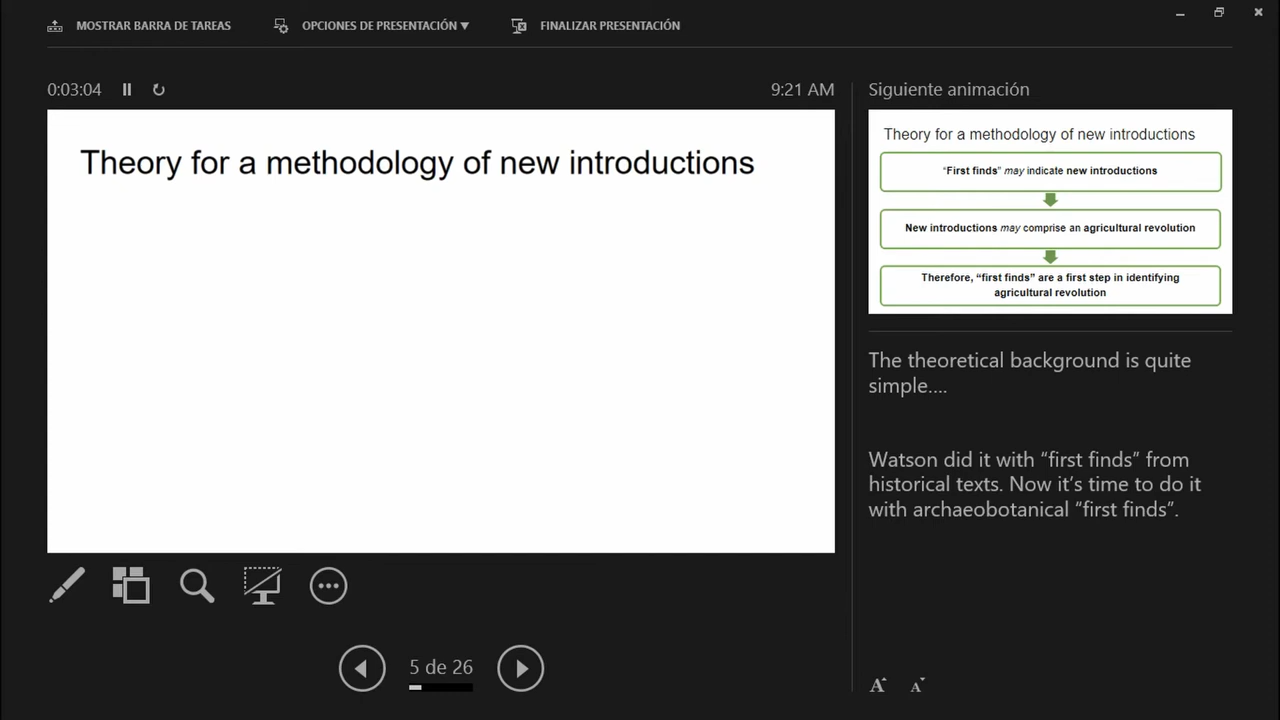 MOSTRAR BARRA DE TAREAS
OPCIONES DE PRESENTACIÓN ▼
FINALIZAR PRESENTACIÓN
0:03:04
9:21 AM
Theory for a methodology of new introductions
5 de 26
Siguiente animación
Theory for a methodology of new introductions
“First finds” may indicate new introductions
New introductions may comprise an agricultural revolution
Therefore, “first finds” are a first step in identifying
agricultural revolution
The theoretical background is quite
simple....
Watson did it with “first finds” from
historical texts. Now it’s time to do it
with archaeobotanical “first finds”.
A A